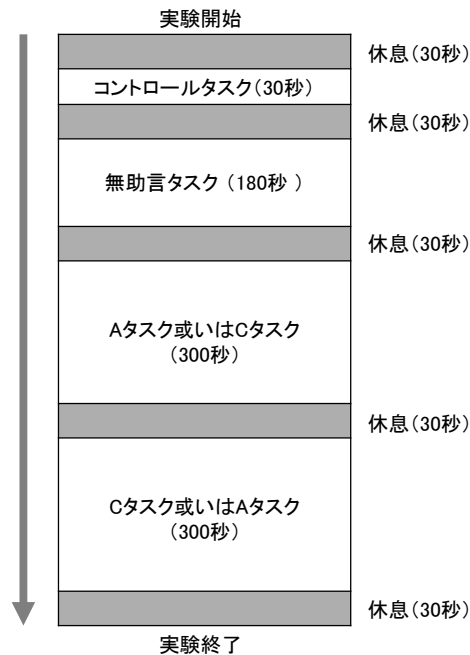 実験開始
休息（30秒）
コントロールタスク（30秒）
休息（30秒）
無助言タスク（180秒 ）
休息（30秒）
Aタスク或いはCタスク
（300秒）
休息（30秒）
Cタスク或いはAタスク
（300秒）
休息（30秒）
実験終了